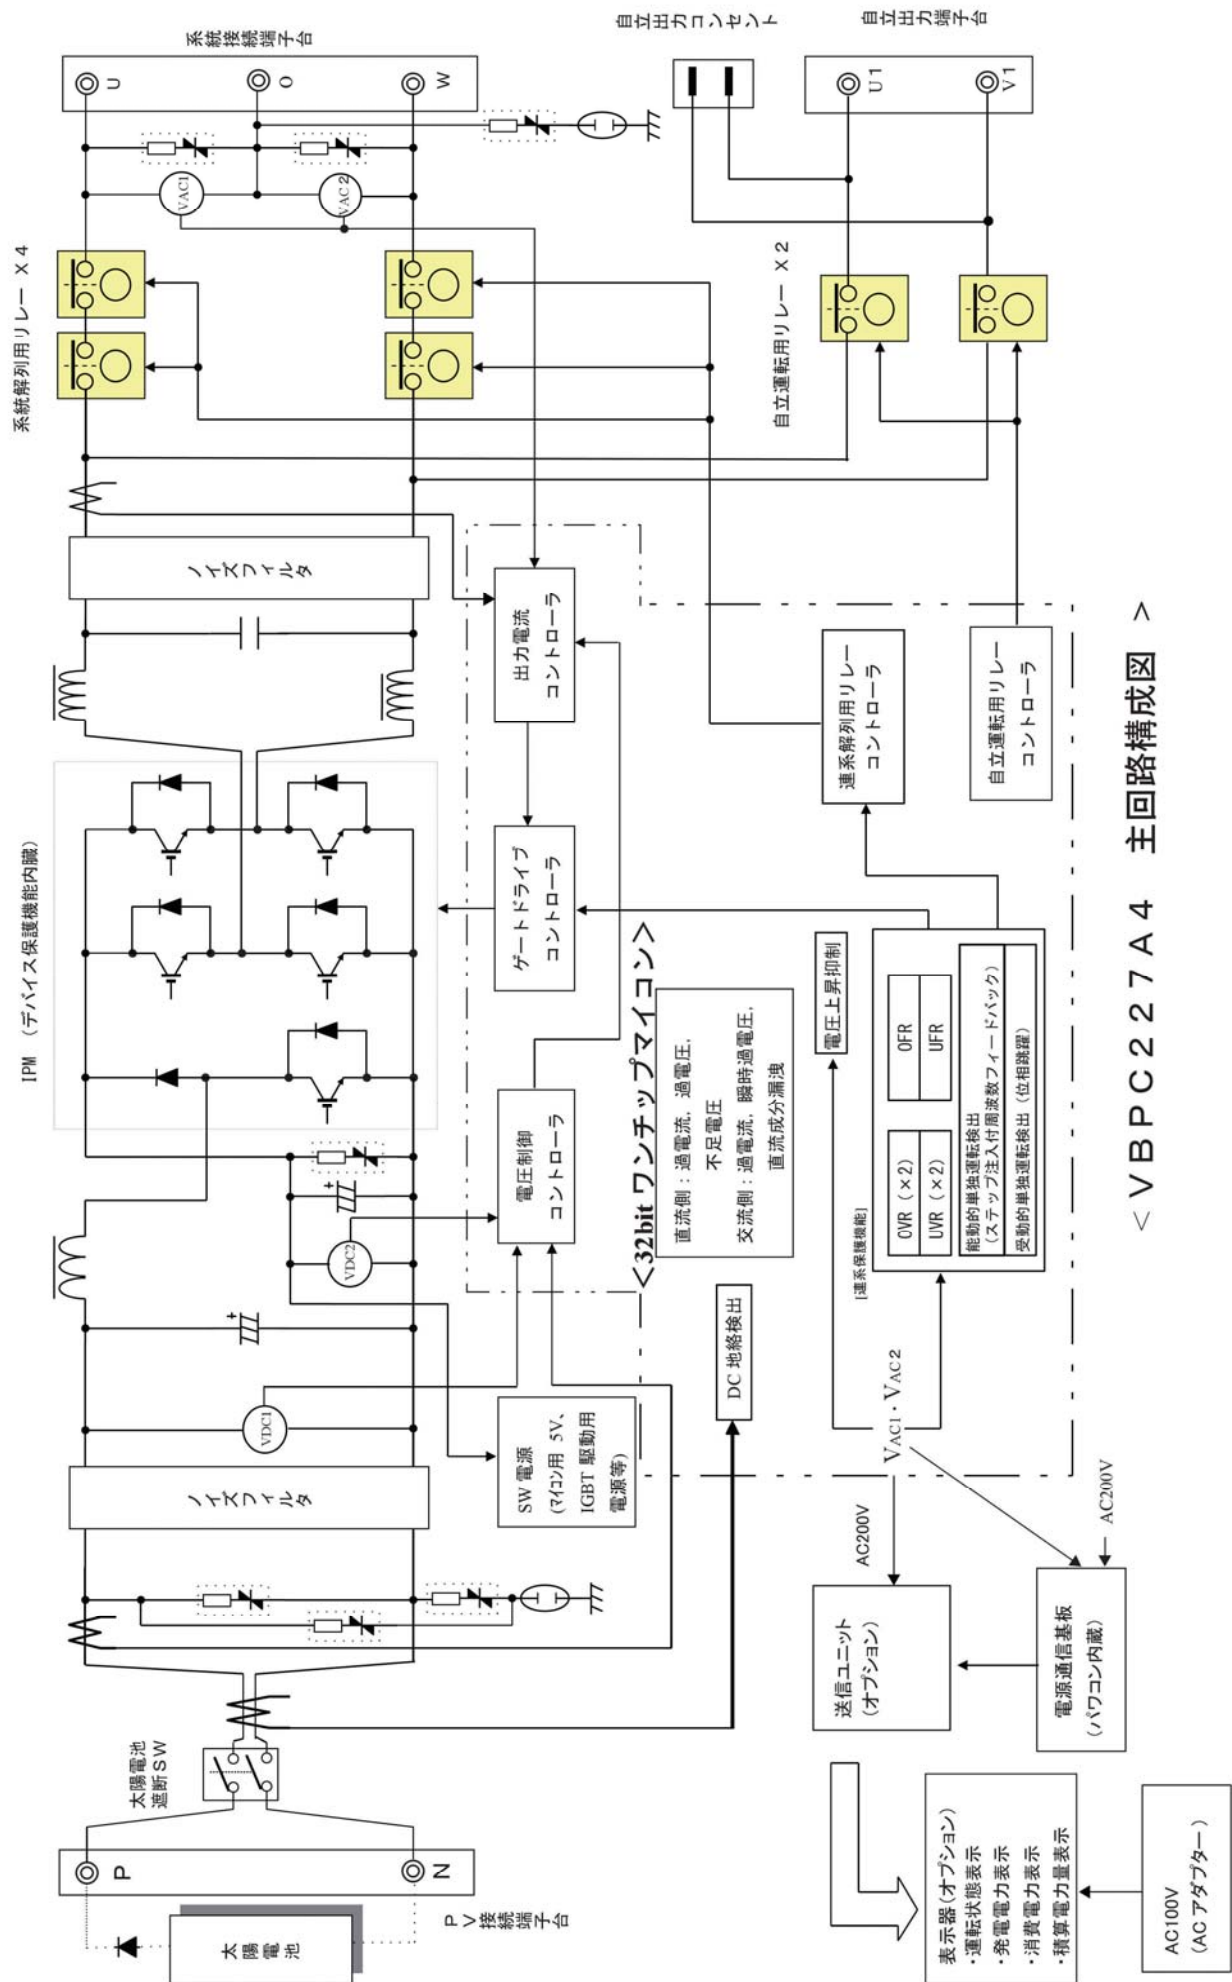 系統接続端子台
U
O
W
自立出力コンセント
自立出力端子台
U1
V1
VAC1
VAC2
系統解列用リレー X4
自立運転用リレー X2
ノイズフィルタ
出力電流
コントローラ
連系解列用リレー
コントローラ
自立運転用リレー
コントローラ
IPM (デバイス保護機能内臓)
ゲートドライブ
コントローラ
電圧制御
コントローラ
<32bit ワンチップマイコン>
直流側：過電流, 過電圧,
不足電圧
交流側：過電流, 瞬時過電圧,
直流成分漏洩
電圧上昇抑制
[連系保護機能]
OVR (×2)
OFR
UVR (×2)
UFR
能動的単独運転検出
(ステップ注入付周波数フィードバック)
受動的単独運転検出 (位相跳躍)
VDC2
VDC1
DC 地絡検出
SW 電源
(マイコン用 5V、
IGBT 駆動用
電源等)
ノイズフィルタ
VAC1・VAC2
AC200V
AC200V
送信ユニット
(オプション)
電源通信基板
(パワコン内蔵)
太陽電池
遮断SW
P
N
PV接続端子台
太陽
電池
表示器(オプション)
・運転状態表示
・発電電力表示
・消費電力表示
・積算電力量表示
AC100V
(AC アダプター)
＜ VBPC227A4 主回路構成図 ＞